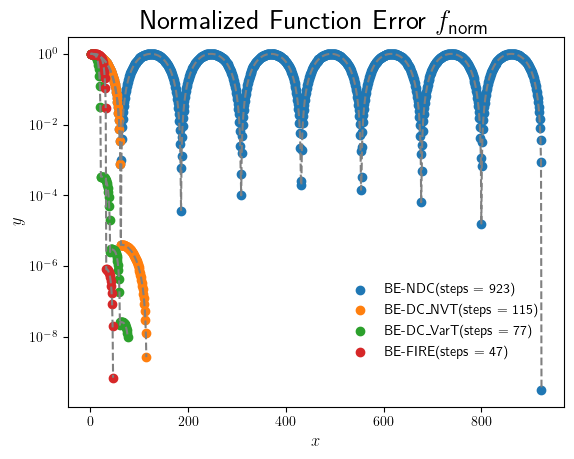 Normalized Function Error f_norm
y
10^0
10^-2
10^-4
10^-6
10^-8
BE-NDC(steps = 923)
BE-DC_NVT(steps = 115)
BE-DC_VarT(steps = 77)
BE-FIRE(steps = 47)
0 200 400 600 800
x